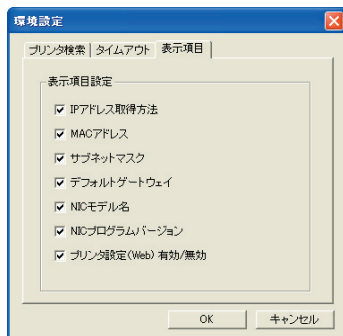 環境設定
プリンタ検索 タイムアウト 表示項目
表示項目設定
IPアドレス取得方法
MACアドレス
サブネットマスク
デフォルトゲートウェイ
NICモデル名
NICプログラムバージョン
プリンタ設定(Web) 有効/無効
OK キャンセル